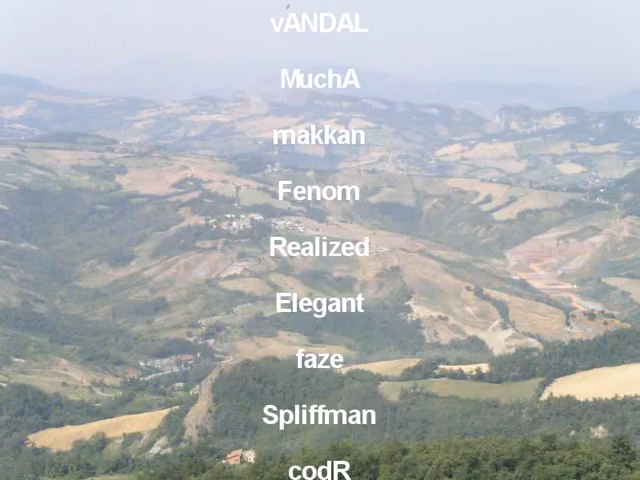 vANDAL
MuchA
makkan
Fenom
Realized
Elegant
faze
Spliffman
codR